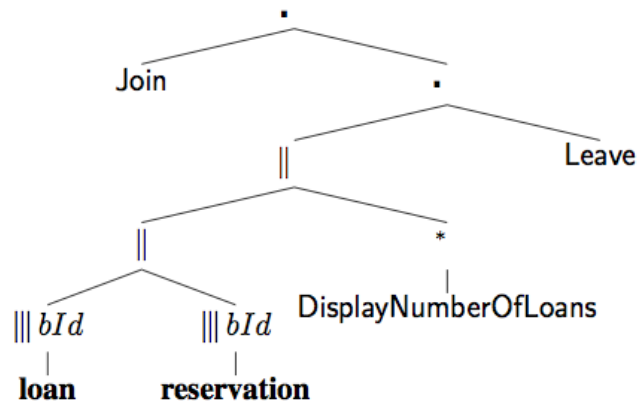 .
Join .
|| Leave
|| *
||| bId ||| bId DisplayNumberOfLoans
loan reservation